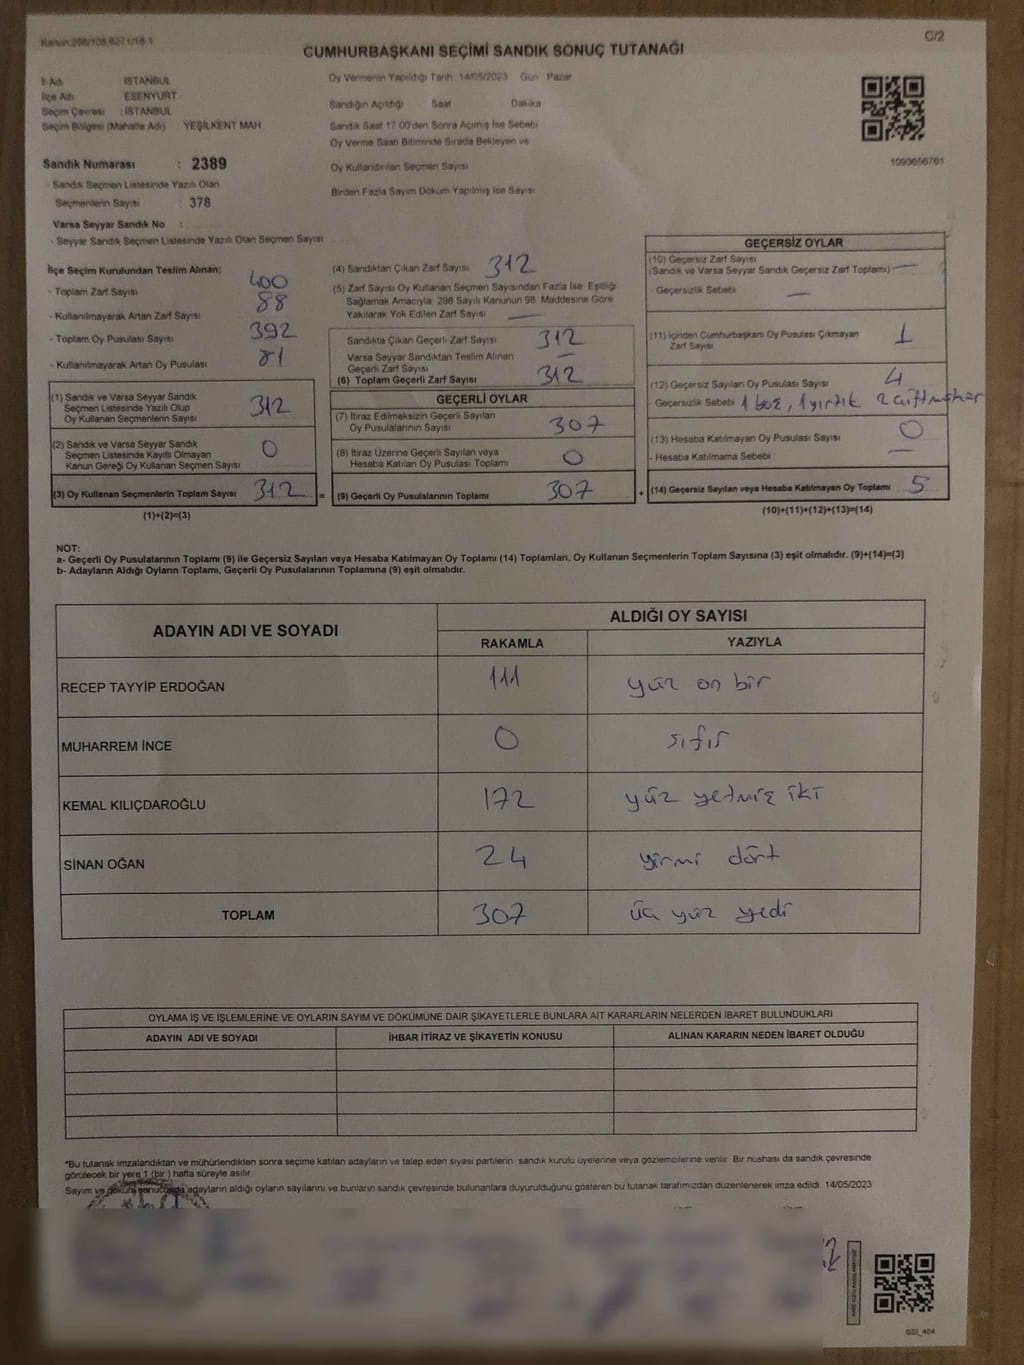 C/2
CUMHURBAŞKANI SEÇİMİ SANDIK SONUÇ TUTANAĞI
İl Adı İSTANBUL
İlçe Adı ESENYURT
Seçim Çevresi : İSTANBUL
Seçim Bölgesi (Mahalle Adı) YEŞİLKENT MAH
Sandık Numarası : 2389
- Sandık Seçmen Listesinde Yazılı Olan
Seçmenlerin Sayısı : 378
Varsa Seyyar Sandık No :
- Seyyar Sandık Seçmen Listesinde Yazılı Olan Seçmen Sayısı
Oy Vermenin Yapıldığı Tarih 14/05/2023 Gün Pazar
Sandığın Açıldığı Saat Dakika
Sandık Saat 17.00'den Sonra Açılmış İse Sebebi
Oy Verme Saati Bitiminde Sırada Bekleyen ve
Oy Kullandırılan Seçmen Sayısı
Birden Fazla Sayım Döküm Yapılmış İse Sayısı
1093656761
İlçe Seçim Kurulundan Teslim Alınan;
- Toplam Zarf Sayısı 400
- Kullanılmayarak Artan Zarf Sayısı 88
- Toplam Oy Pusulası Sayısı 392
- Kullanılmayarak Artan Oy Pusulası 81
(1) Sandık ve Varsa Seyyar Sandık
Seçmen Listesinde Yazılı Olup
Oy Kullanan Seçmenlerin Sayısı 312
(2) Sandık ve Varsa Seyyar Sandık
Seçmen Listesinde Kayıtlı Olmayan
Kanun Gereği Oy Kullanan Seçmen Sayısı 0
(3) Oy Kullanan Seçmenlerin Toplam Sayısı 312 =
(1)+(2)=(3)
(4) Sandıktan Çıkan Zarf Sayısı 312
(5) Zarf Sayısı Oy Kullanan Seçmen Sayısından Fazla İse, Eşitliği
Sağlamak Amacıyla 298 Sayılı Kanunun 98. Maddesine Göre
Yakılarak Yok Edilen Zarf Sayısı —
Sandıkta Çıkan Geçerli Zarf Sayısı 312
Varsa Seyyar Sandıktan Teslim Alınan
Geçerli Zarf Sayısı —
(6) Toplam Geçerli Zarf Sayısı 312
GEÇERLİ OYLAR
(7) İtiraz Edilmeksizin Geçerli Sayılan
Oy Pusulalarının Sayısı 307
(8) İtiraz Üzerine Geçerli Sayılan veya
Hesaba Katılan Oy Pusulası Toplamı 0
(9) Geçerli Oy Pusulalarının Toplamı 307 +
GEÇERSİZ OYLAR
(10) Geçersiz Zarf Sayısı
(Sandık ve Varsa Seyyar Sandık Geçersiz Zarf Toplamı) —
- Geçersizlik Sebebi —
(11) İçinden Cumhurbaşkanı Oy Pusulası Çıkmayan
Zarf Sayısı 1
(12) Geçersiz Sayılan Oy Pusulası Sayısı 4
- Geçersizlik Sebebi 1 boş, 1 yırtık 2 çift
(13) Hesaba Katılmayan Oy Pusulası Sayısı 0
- Hesaba Katılmama Sebebi —
(14) Geçersiz Sayılan veya Hesaba Katılmayan Oy Toplamı 5
(10)+(11)+(12)+(13)=(14)
NOT:
a- Geçerli Oy Pusulalarının Toplamı (9) ile Geçersiz Sayılan veya Hesaba Katılmayan Oy Toplamı (14) Toplamları, Oy Kullanan Seçmenlerin Toplam Sayısına (3) eşit olmalıdır. (9)+(14)=(3)
b- Adayların Aldığı Oyların Toplamı, Geçerli Oy Pusulalarının Toplamına (9) eşit olmalıdır.
ADAYIN ADI VE SOYADI ALDIĞI OY SAYISI
RAKAMLA YAZIYLA
RECEP TAYYİP ERDOĞAN 111 yüz on bir
MUHARREM İNCE 0 sıfır
KEMAL KILIÇDAROĞLU 172 yüz yetmiş iki
SİNAN OĞAN 24 yirmi dört
TOPLAM 307 üç yüz yedi
OYLAMA İŞ VE İŞLEMLERİNE VE OYLARIN SAYIM VE DÖKÜMÜNE DAİR ŞİKAYETLERLE BUNLARA AİT KARARLARIN NELERDEN İBARET BULUNDUKLARI
ADAYIN ADI VE SOYADI İHBAR İTİRAZ VE ŞİKAYETİN KONUSU ALINAN KARARIN NEDEN İBARET OLDUĞU
*Bu tutanak imzalandıktan ve mühürlendikten sonra seçime katılan adayların ve talep eden siyasi partilerin sandık kurulu üyelerine veya gözlemcilerine verilir. Bir nüshası da sandık çevresinde
görülecek bir yere 1 (bir) hafta süreyle asılır.
Sayım ve döküm sonucunda adayların aldığı oyların sayılarını ve bunların sandık çevresinde bulunanlara duyurulduğunu gösteren bu tutanak tarafımızdan düzenlenerek imza edildi. 14/05/2023